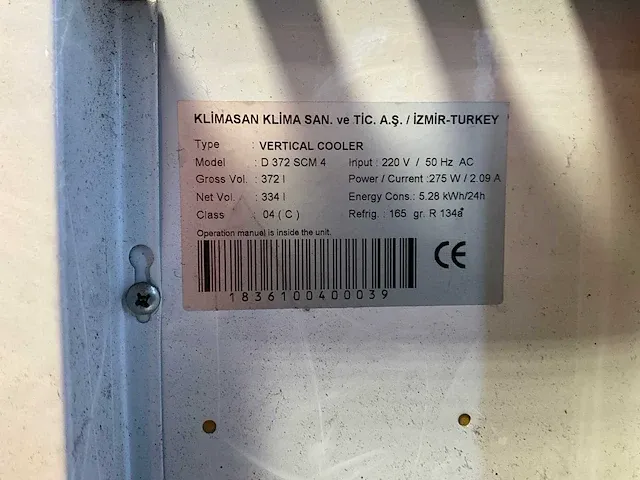 KLİMASAN KLİMA SAN. ve TİC. A.Ş. / İZMİR-TURKEY
Type : VERTICAL COOLER
Model : D 372 SCM 4 Input : 220 V / 50 Hz AC
Gross Vol. : 372 l Power / Current :275 W / 2.09 A
Net Vol. : 334 l Energy Cons.: 5.28 kWh/24h
Class : 04 ( C ) Refrig. : 165 gr. R 134a
Operation manual is inside the unit.
CE
1836100400039